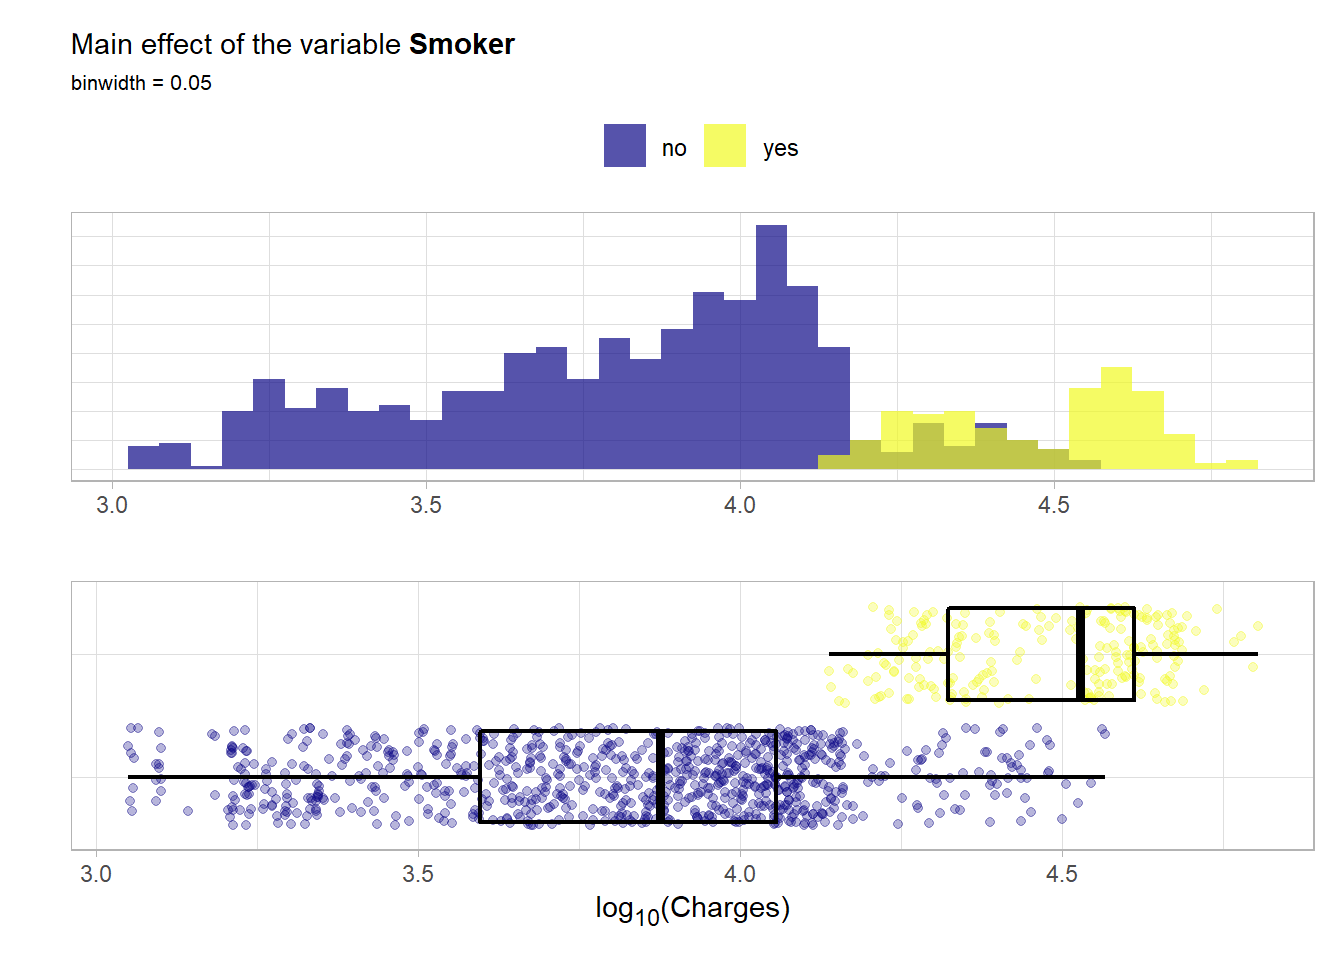 Main effect of the variable Smoker
binwidth = 0.05
no yes
3.0 3.5 4.0 4.5
3.0 3.5 4.0 4.5
log10(Charges)